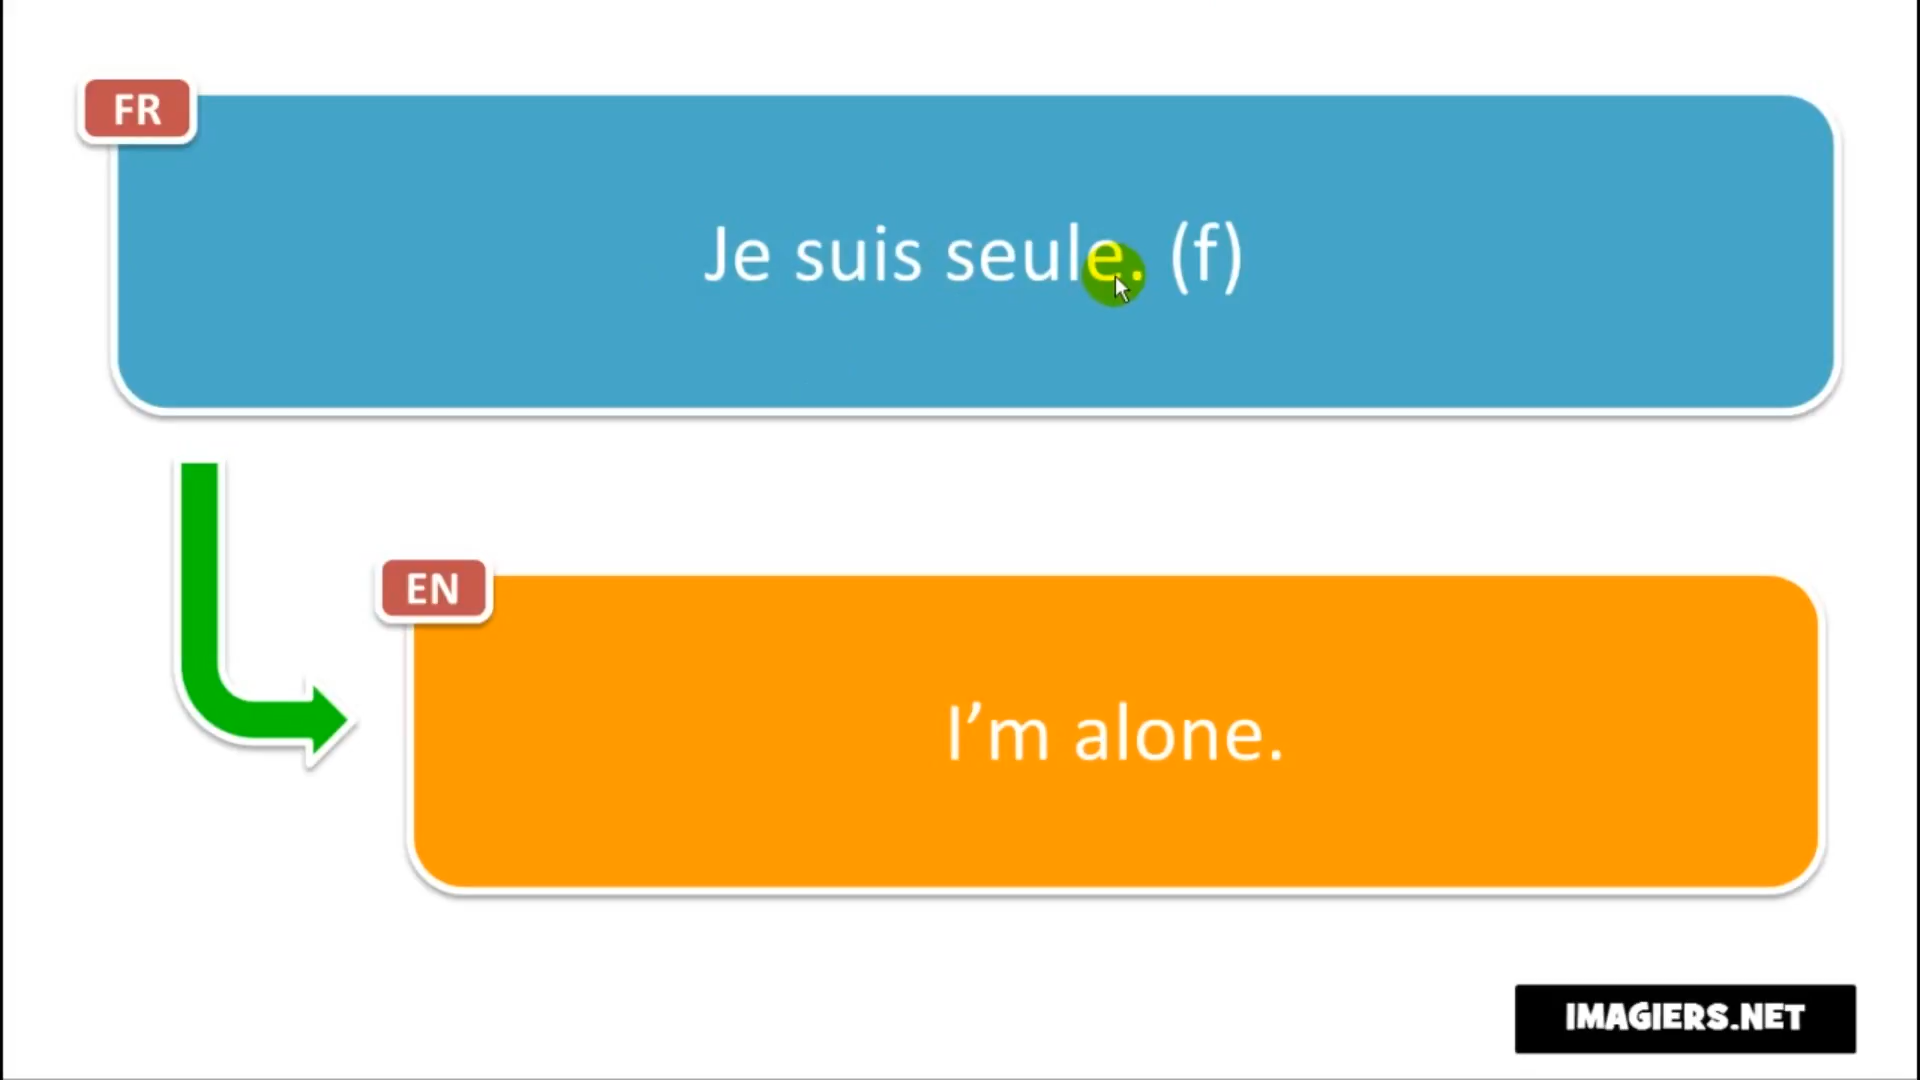 FR
Je suis seule. (f)
EN
I’m alone.
IMAGIERS.NET